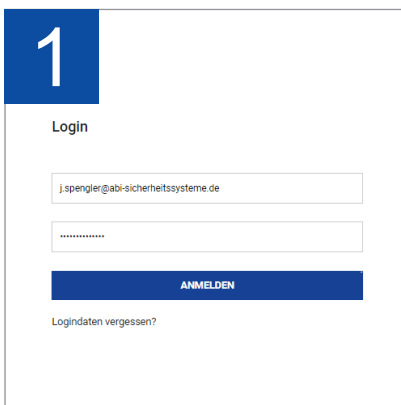 1
Login
j.spengler@abi-sicherheitssysteme.de
••••••••••••••
ANMELDEN
Logindaten vergessen?